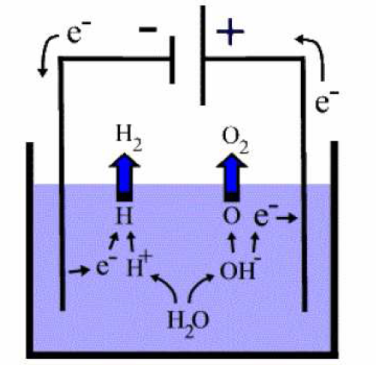 e⁻ - +
e⁻
H₂ O₂
H O e⁻
e⁻ H⁺ OH⁻
H₂O